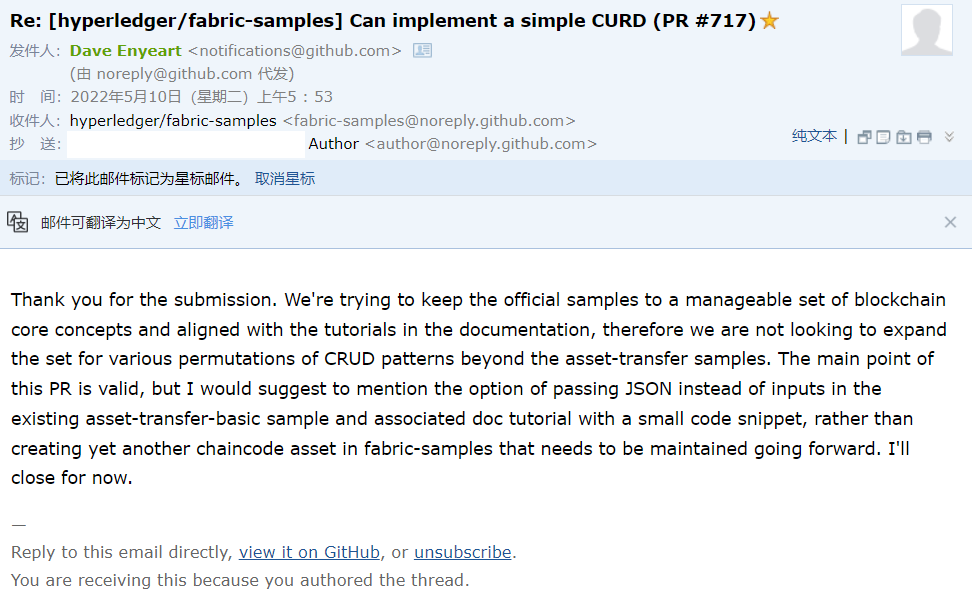 Re: [hyperledger/fabric-samples] Can implement a simple CURD (PR #717)
发件人: Dave Enyeart <notifications@github.com>
(由 noreply@github.com 代发)
时 间: 2022年5月10日 (星期二) 上午5 : 53
收件人: hyperledger/fabric-samples <fabric-samples@noreply.github.com>
抄 送: Author <author@noreply.github.com>
纯文本 |
标记: 已将此邮件标记为星标邮件。 取消星标
邮件可翻译为中文 立即翻译
Thank you for the submission. We're trying to keep the official samples to a manageable set of blockchain
core concepts and aligned with the tutorials in the documentation, therefore we are not looking to expand
the set for various permutations of CRUD patterns beyond the asset-transfer samples. The main point of
this PR is valid, but I would suggest to mention the option of passing JSON instead of inputs in the
existing asset-transfer-basic sample and associated doc tutorial with a small code snippet, rather than
creating yet another chaincode asset in fabric-samples that needs to be maintained going forward. I'll
close for now.
—
Reply to this email directly, view it on GitHub, or unsubscribe.
You are receiving this because you authored the thread.